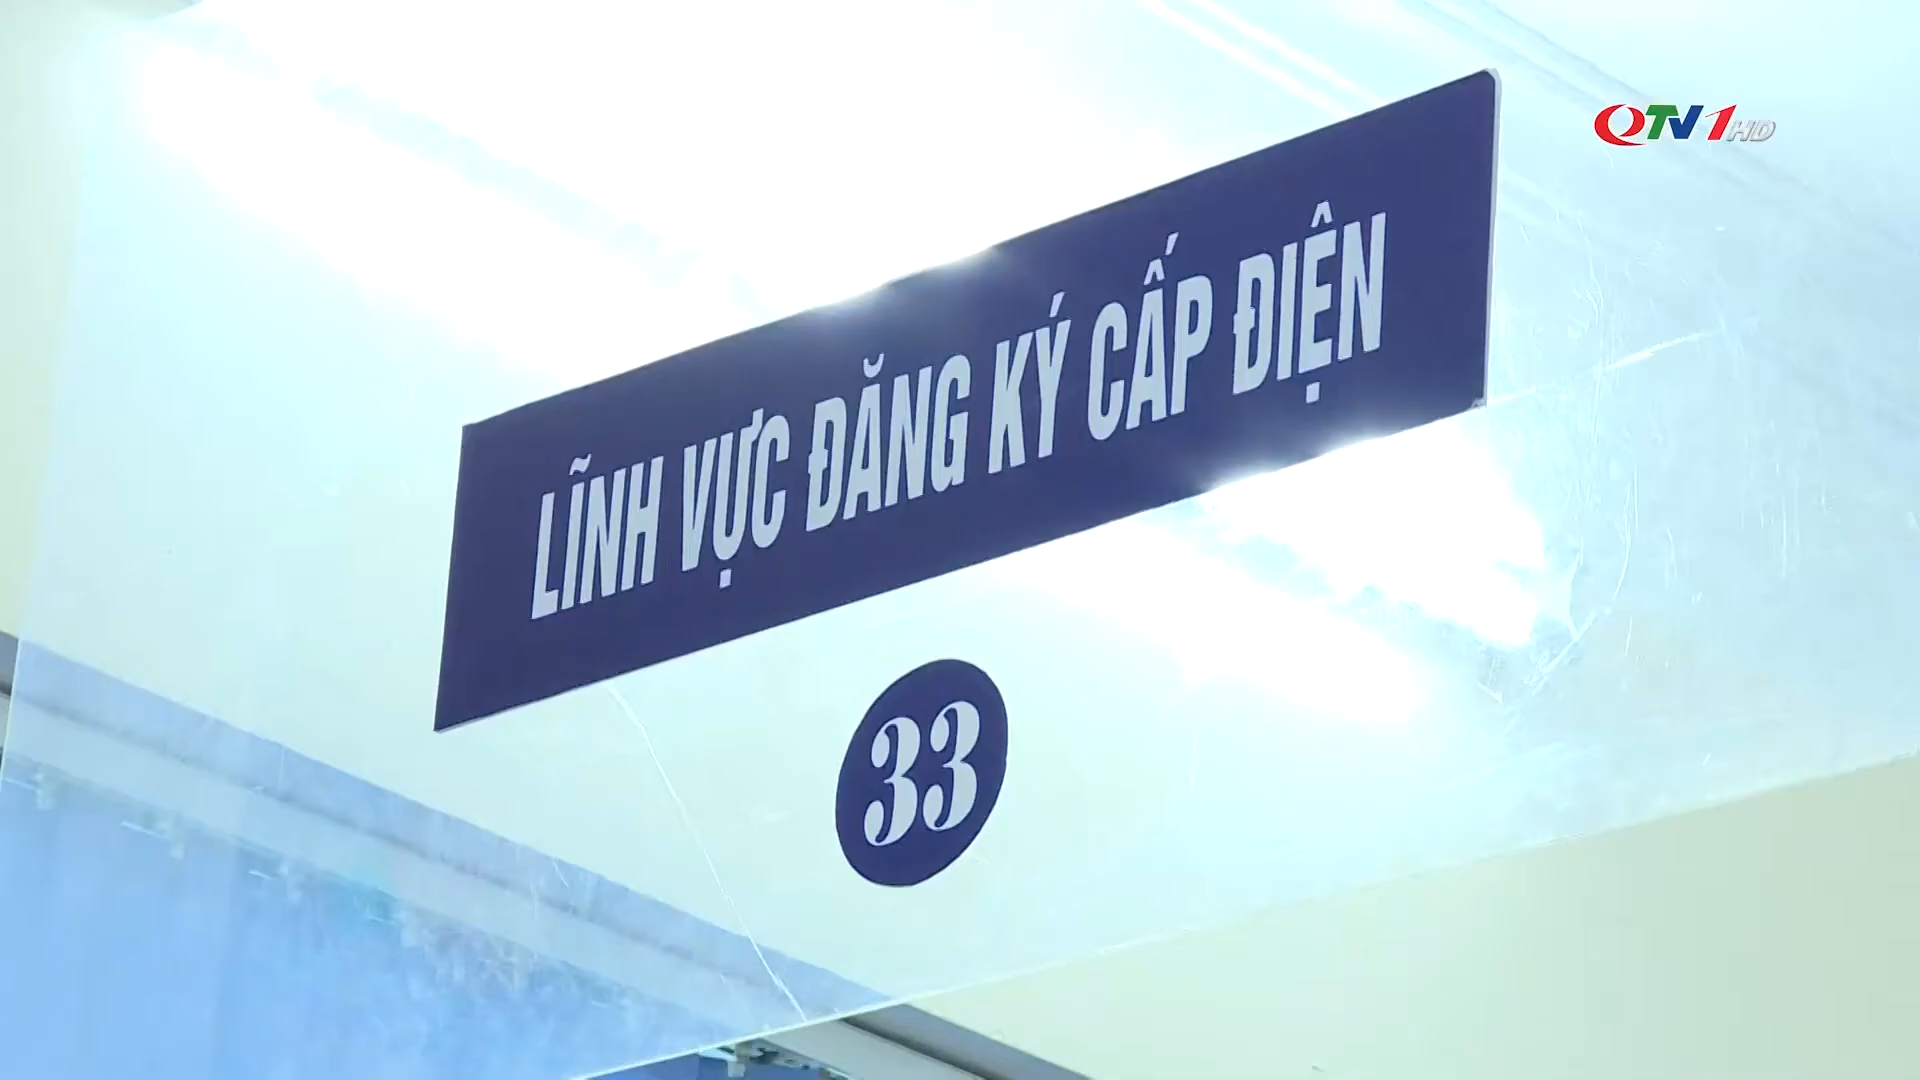 QTV1HD
LĨNH VỰC ĐĂNG KÝ CẤP ĐIỆN
33